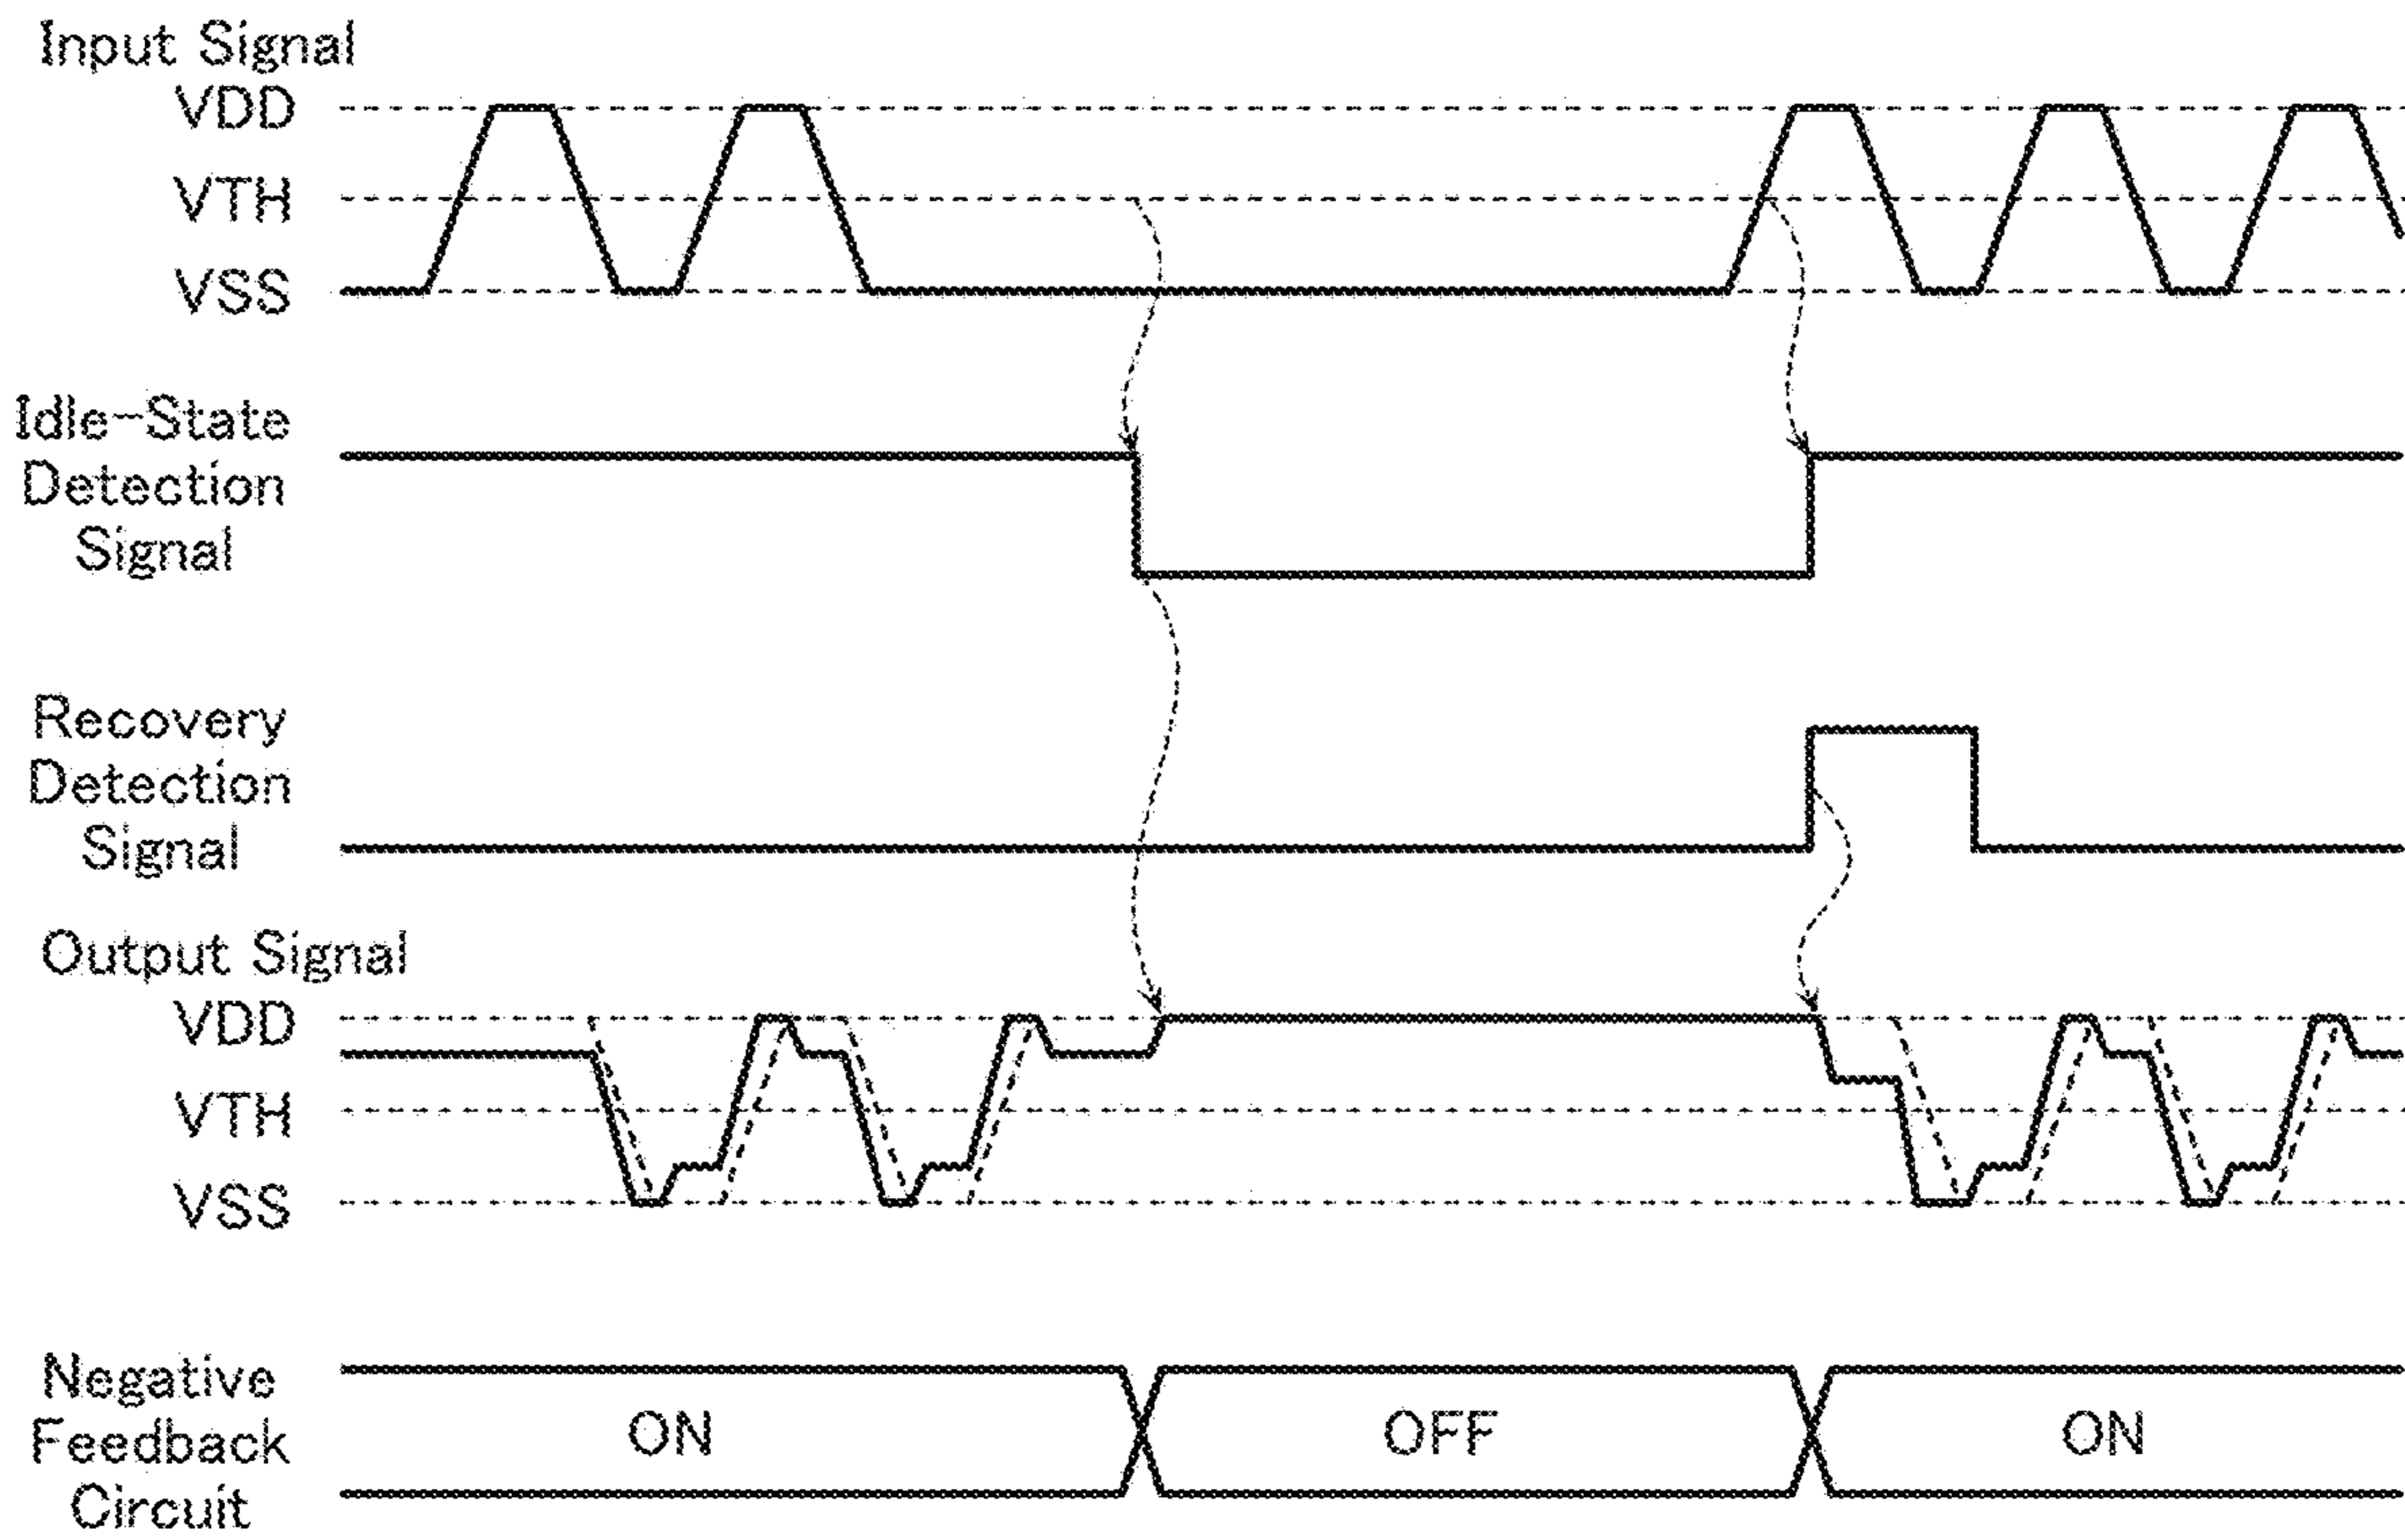 Input Signal
VDD
VTH
VSS
Idle-State
Detection
Signal
Recovery
Detection
Signal
Output Signal
VDD
VTH
VSS
Negative
Feedback
Circuit
ON
OFF
ON